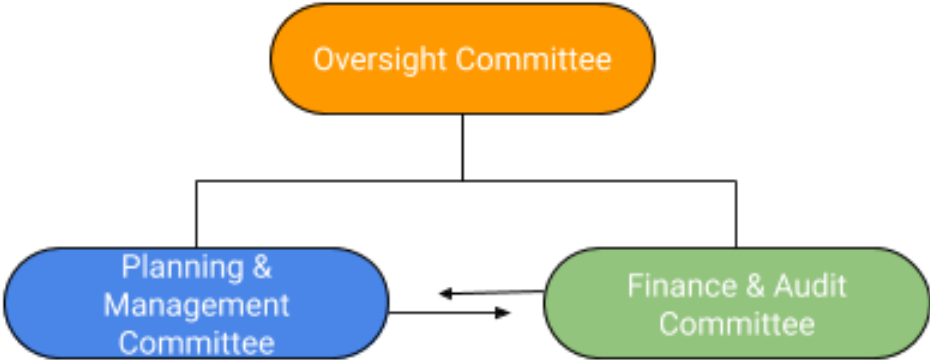 Oversight Committee
Planning &
Management
Committee
Finance & Audit
Committee